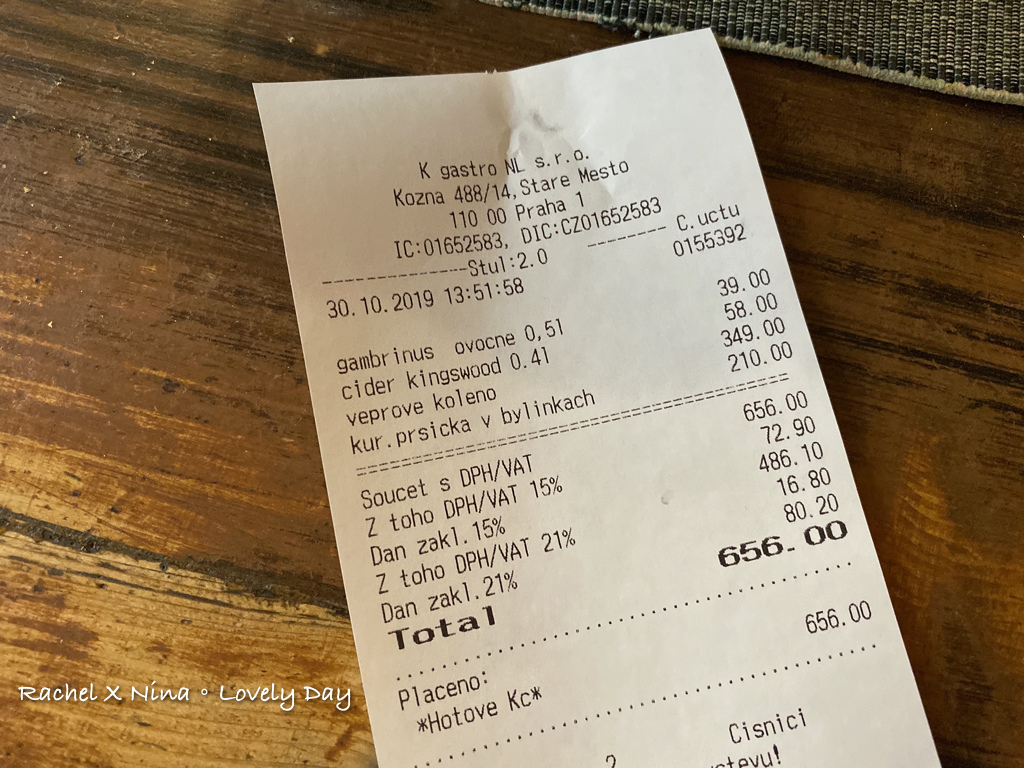 K gastro NL s.r.o.
Kozna 488/14,Stare Mesto
110 00 Praha 1
IC:01652583, DIC:CZ01652583
--------------Stul:2.0 -------- C.uctu
30.10.2019 13:51:58 0155392
gambrinus ovocne 0,5l 39.00
cider kingswood 0.4l 58.00
veprove koleno 349.00
kur.prsicka v bylinkach 210.00
Soucet s DPH/VAT 656.00
Z toho DPH/VAT 15% 72.90
Dan zakl.15% 486.10
Z toho DPH/VAT 21% 16.80
Dan zakl.21% 80.20
Total 656.00
Placeno:
*Hotove Kc* 656.00
Cisnici
Rachel X Nina • Lovely Day